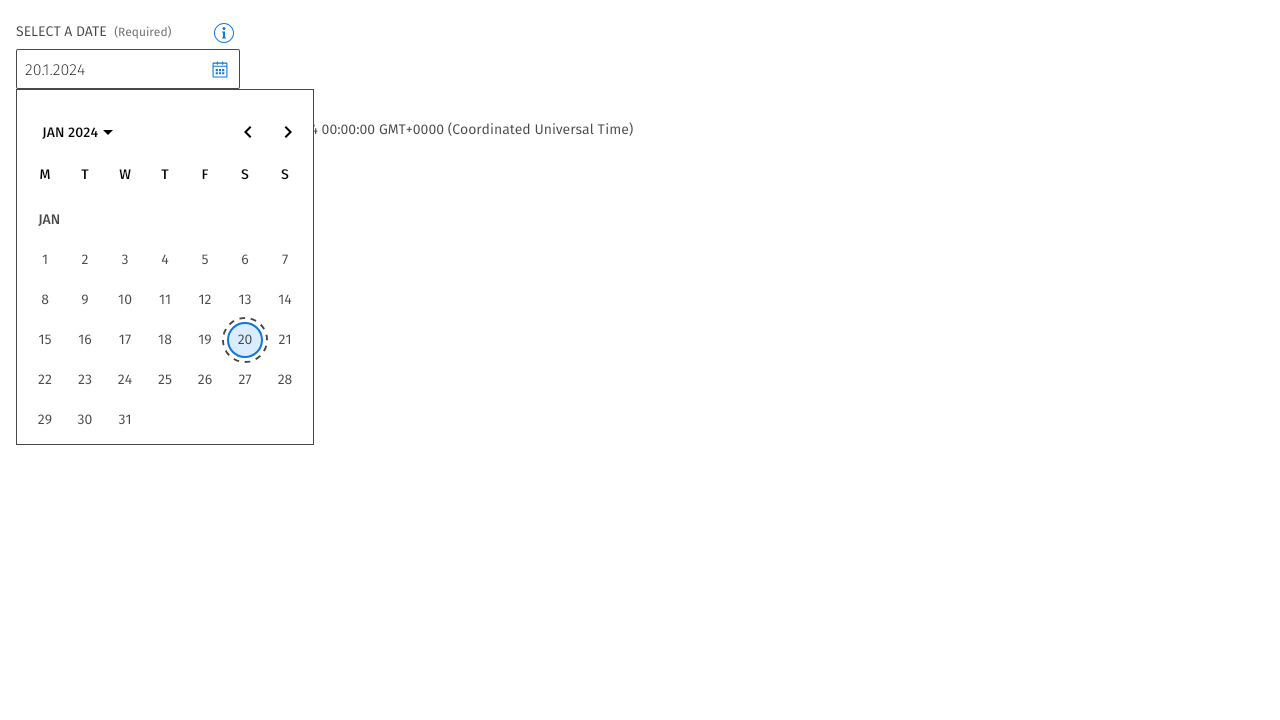 SELECT A DATE (Required)
20.1.2024
JAN 2024
00:00:00 GMT+0000 (Coordinated Universal Time)
M T W T F S S
JAN
1 2 3 4 5 6 7
8 9 10 11 12 13 14
15 16 17 18 19 20 21
22 23 24 25 26 27 28
29 30 31